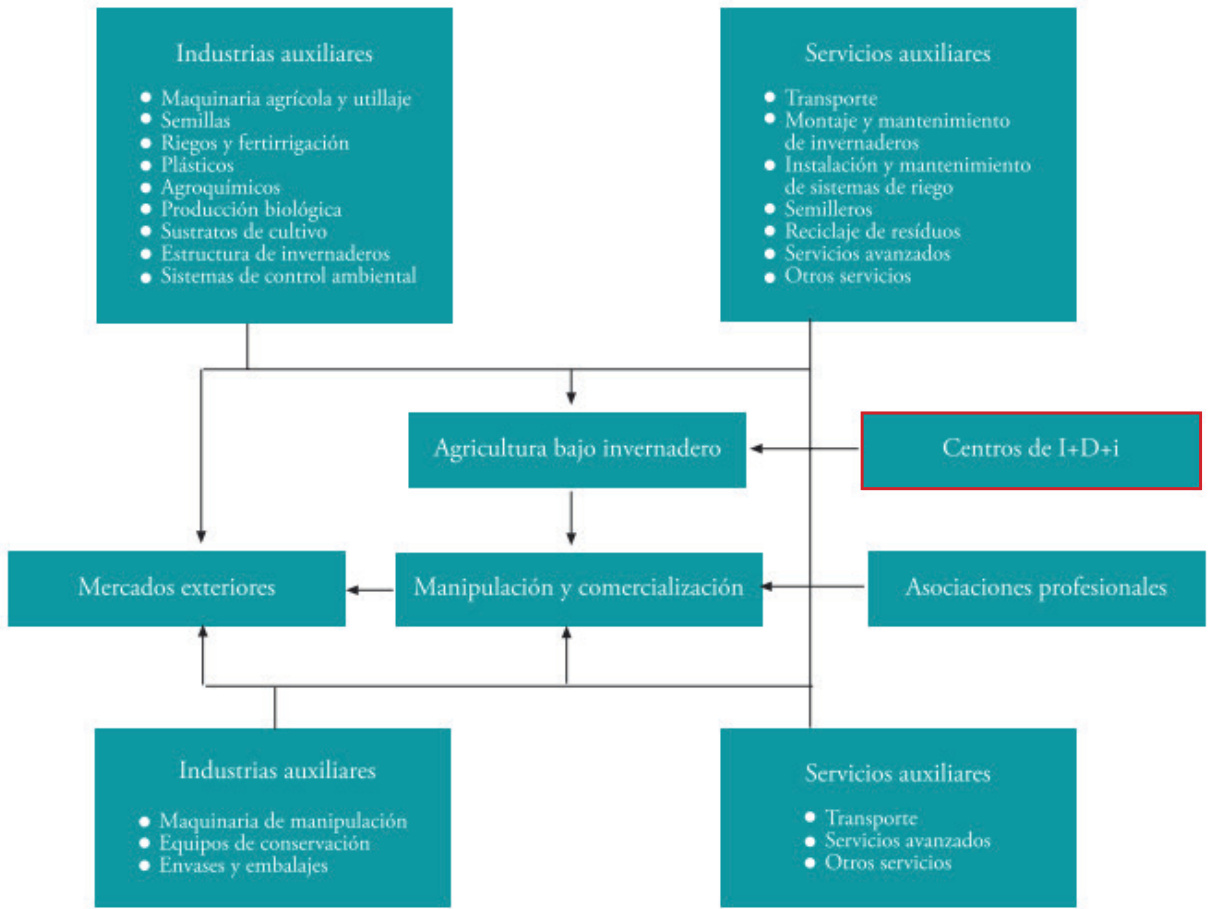 Industrias auxiliares
Maquinaria agrícola y utillaje
Semillas
Riegos y fertirrigación
Plásticos
Agroquímicos
Producción biológica
Sustratos de cultivo
Estructura de invernaderos
Sistemas de control ambiental
Servicios auxiliares
Transporte
Montaje y mantenimiento
de invernaderos
Instalación y mantenimiento
de sistemas de riego
Semilleros
Reciclaje de resíduos
Servicios avanzados
Otros servicios
Agricultura bajo invernadero
Centros de I+D+i
Mercados exteriores
Manipulación y comercialización
Asociaciones profesionales
Industrias auxiliares
Maquinaria de manipulación
Equipos de conservación
Envases y embalajes
Servicios auxiliares
Transporte
Servicios avanzados
Otros servicios